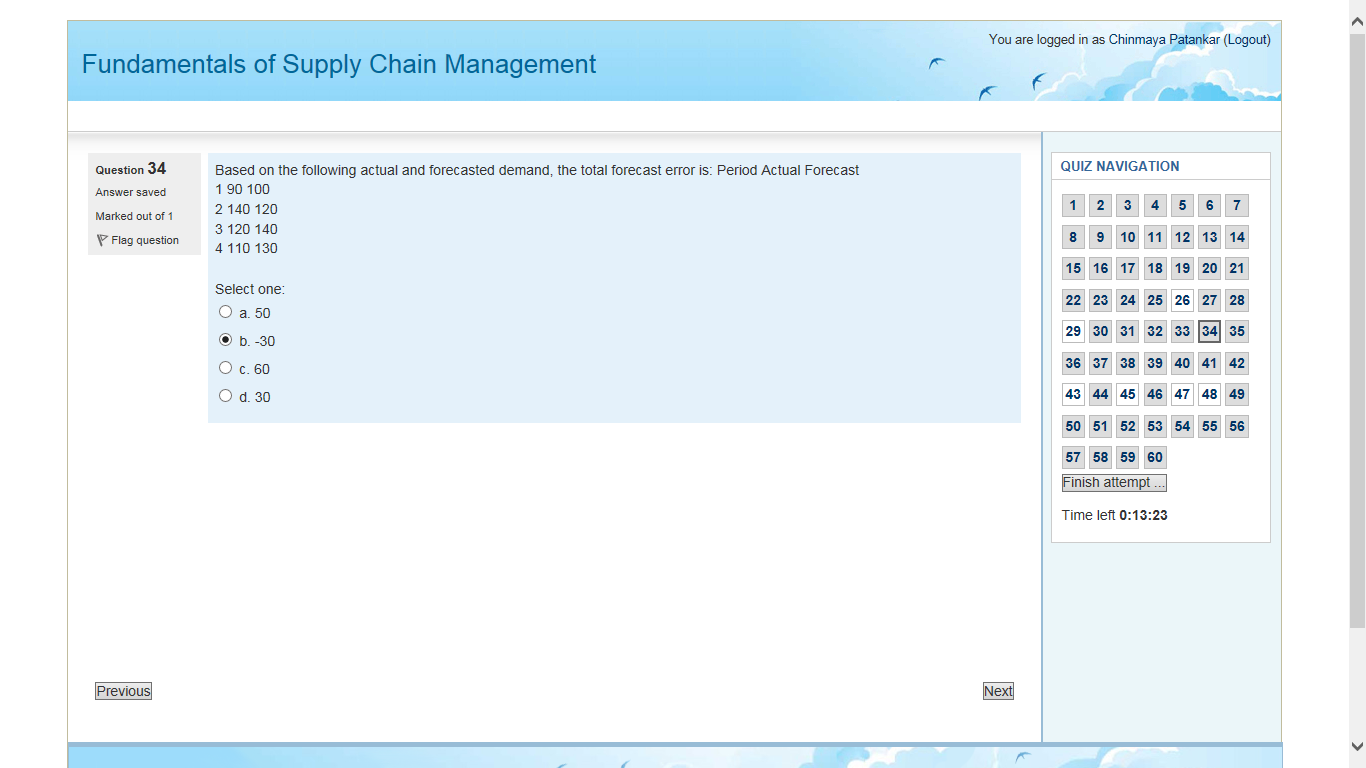 You are logged in as Chinmaya Patankar (Logout)
Fundamentals of Supply Chain Management
Question 34
Answer saved
Marked out of 1
Flag question
Based on the following actual and forecasted demand, the total forecast error is: Period Actual Forecast
1 90 100
2 140 120
3 120 140
4 110 130
Select one:
a. 50
b. -30
c. 60
d. 30
Previous
Next
QUIZ NAVIGATION
1 2 3 4 5 6 7
8 9 10 11 12 13 14
15 16 17 18 19 20 21
22 23 24 25 26 27 28
29 30 31 32 33 34 35
36 37 38 39 40 41 42
43 44 45 46 47 48 49
50 51 52 53 54 55 56
57 58 59 60
Finish attempt ...
Time left 0:13:23